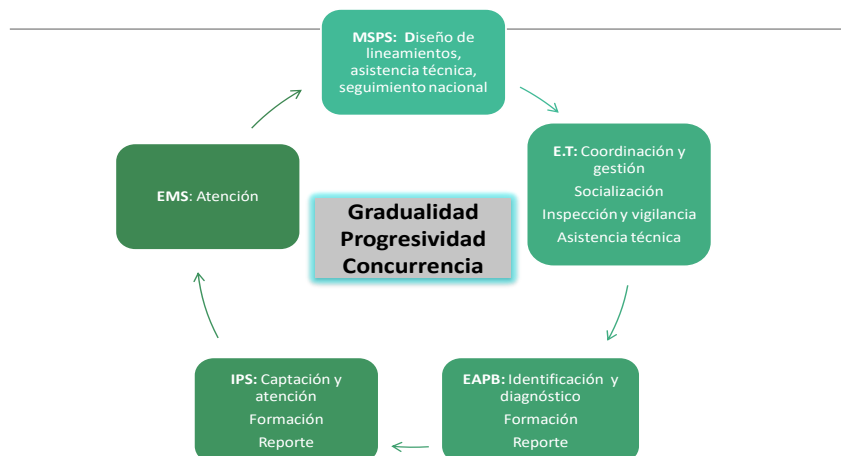 MSPS: Diseño de
lineamientos,
asistencia técnica,
seguimiento nacional
E.T: Coordinación y
gestión
Socialización
Inspección y vigilancia
Asistencia técnica
EMS: Atención
Gradualidad
Progresividad
Concurrencia
IPS: Captación y
atención
Formación
Reporte
EAPB: Identificación y
diagnóstico
Formación
Reporte